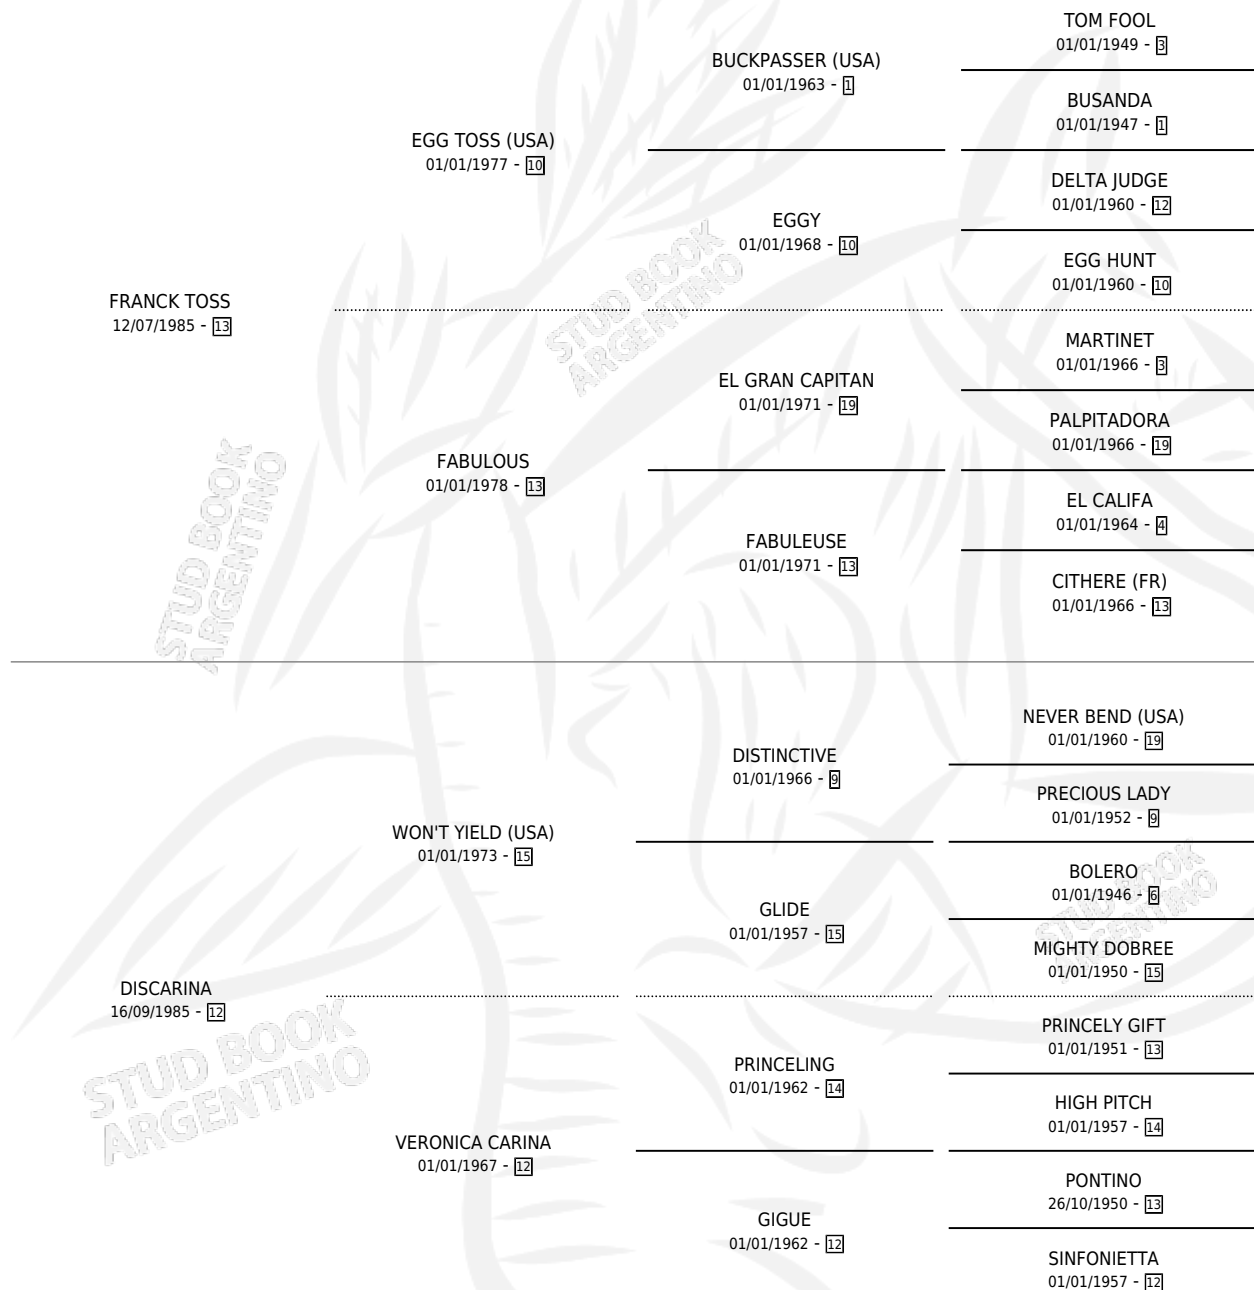 TOM FOOL
01/01/1949 - 3
BUCKPASSER (USA)
01/01/1963 - 1
BUSANDA
01/01/1947 - 1
EGG TOSS (USA)
01/01/1977 - 10
DELTA JUDGE
01/01/1960 - 12
EGGY
01/01/1968 - 10
EGG HUNT
01/01/1960 - 10
FRANCK TOSS
12/07/1985 - 13
MARTINET
01/01/1966 - 3
EL GRAN CAPITAN
01/01/1971 - 19
PALPITADORA
01/01/1966 - 19
FABULOUS
01/01/1978 - 13
EL CALIFA
01/01/1964 - 4
FABULEUSE
01/01/1971 - 13
CITHERE (FR)
01/01/1966 - 13
NEVER BEND (USA)
01/01/1960 - 19
DISTINCTIVE
01/01/1966 - 9
PRECIOUS LADY
01/01/1952 - 9
WON'T YIELD (USA)
01/01/1973 - 15
BOLERO
01/01/1946 - 6
GLIDE
01/01/1957 - 15
MIGHTY DOBREE
01/01/1950 - 15
DISCARINA
16/09/1985 - 12
PRINCELY GIFT
01/01/1951 - 13
PRINCELING
01/01/1962 - 14
HIGH PITCH
01/01/1957 - 14
VERONICA CARINA
01/01/1967 - 12
PONTINO
26/10/1950 - 13
GIGUE
01/01/1962 - 12
SINFONIETTA
01/01/1957 - 12
STUD BOOK
ARGENTINO
STUD BOOK
ARGENTINO
STUD BOOK
ARGENTINO
STUD BOOK
ARGENTINO